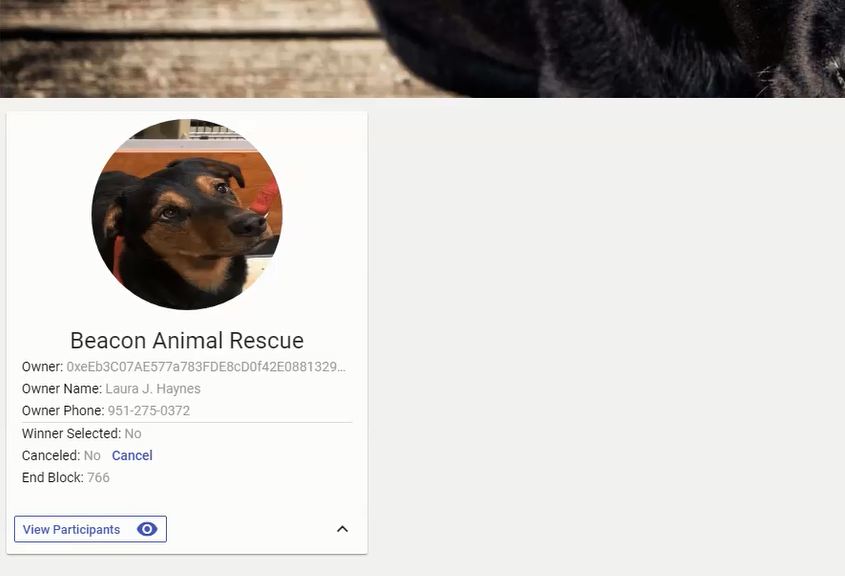 Beacon Animal Rescue
Owner: 0xeEb3C07AE577a783FDE8cD0f42E0881329...
Owner Name: Laura J. Haynes
Owner Phone: 951-275-0372
Winner Selected: No
Canceled: No Cancel
End Block: 766
View Participants